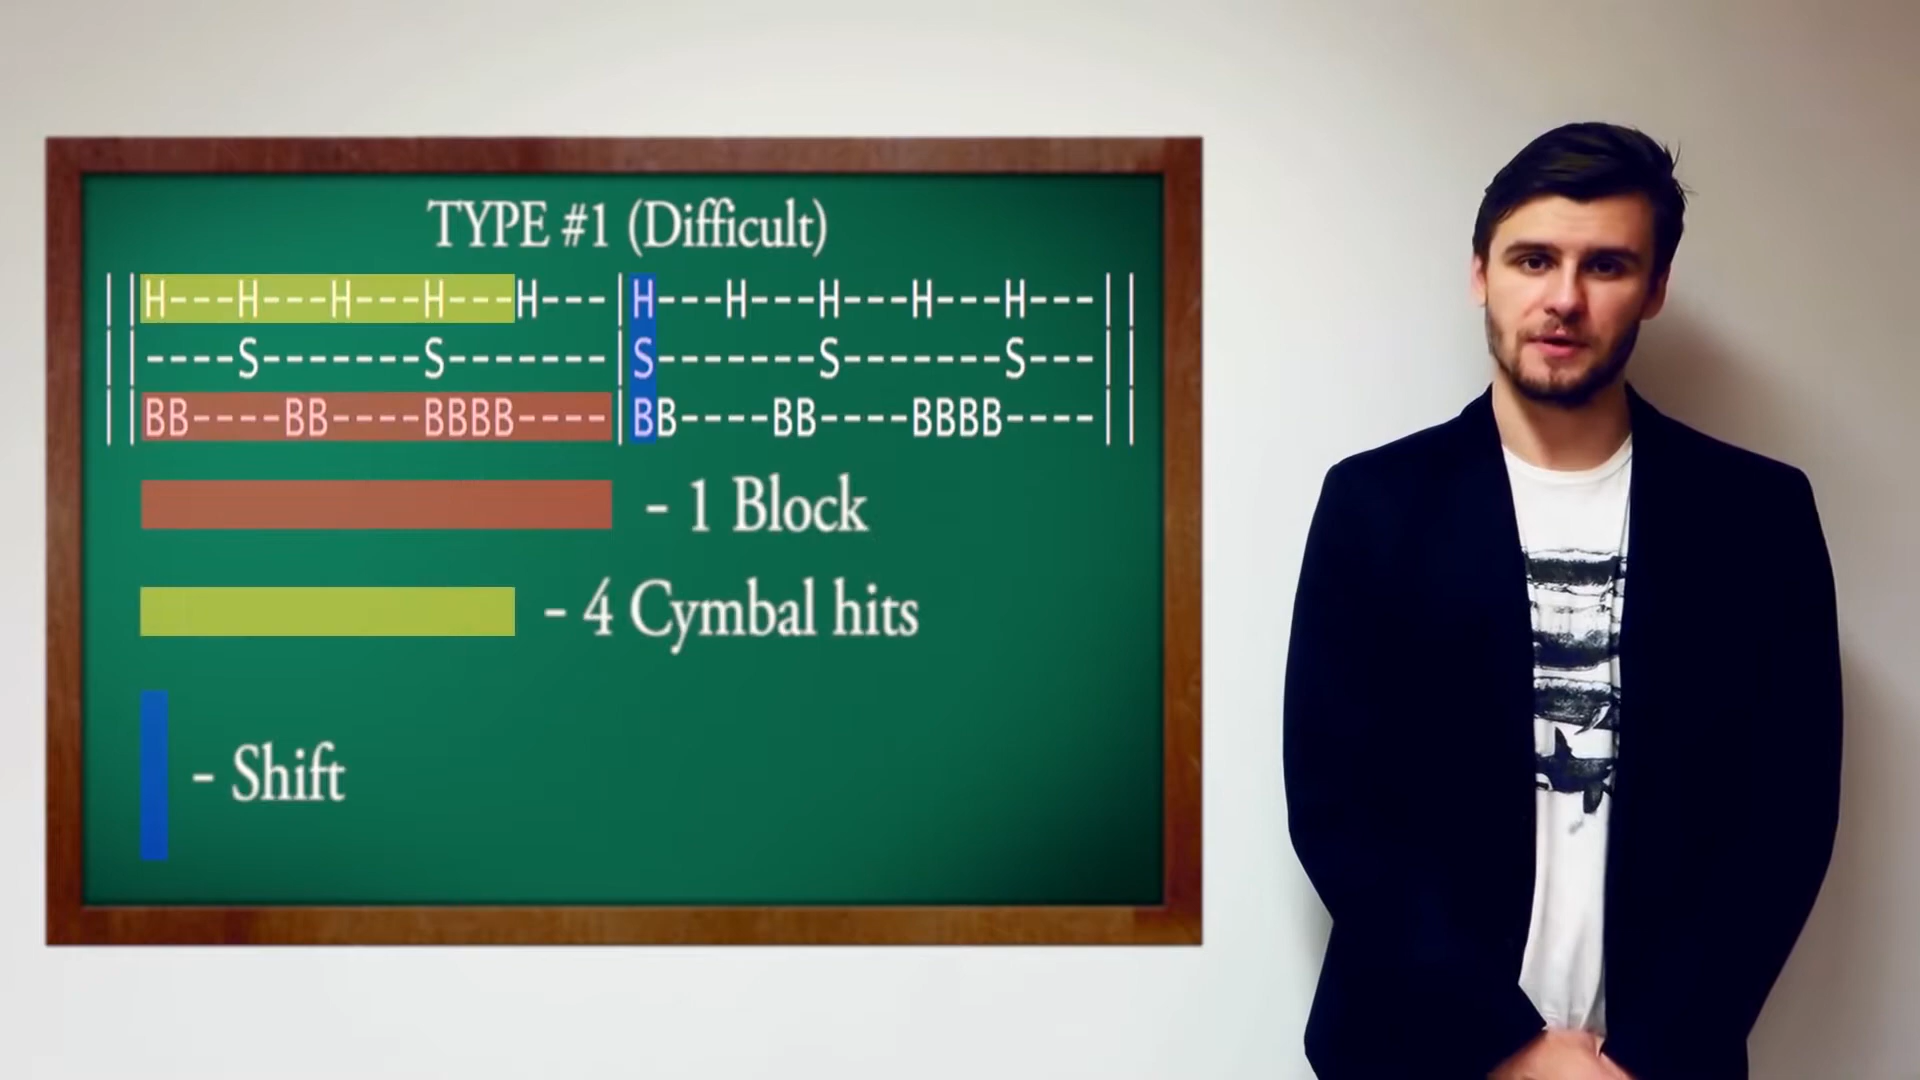 TYPE #1 (Difficult)
||H---H---H---H---H---|H---H---H---H---H---||
||----S-------S-------|S-------S-------S---||
||BB----BB----BBBB----|BB----BB----BBBB----||
- 1 Block
- 4 Cymbal hits
- Shift